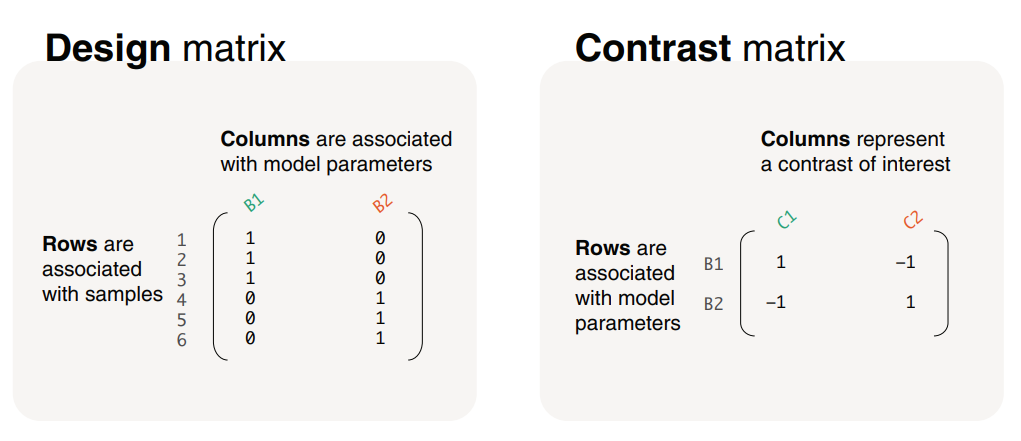 Design matrix
Columns are associated
with model parameters
B1 B2
Rows are
associated
with samples
1 1 0
2 1 0
3 1 0
4 0 1
5 0 1
6 0 1
Contrast matrix
Columns represent
a contrast of interest
C1 C2
Rows are
associated
with model
parameters
B1 1 −1
B2 −1 1